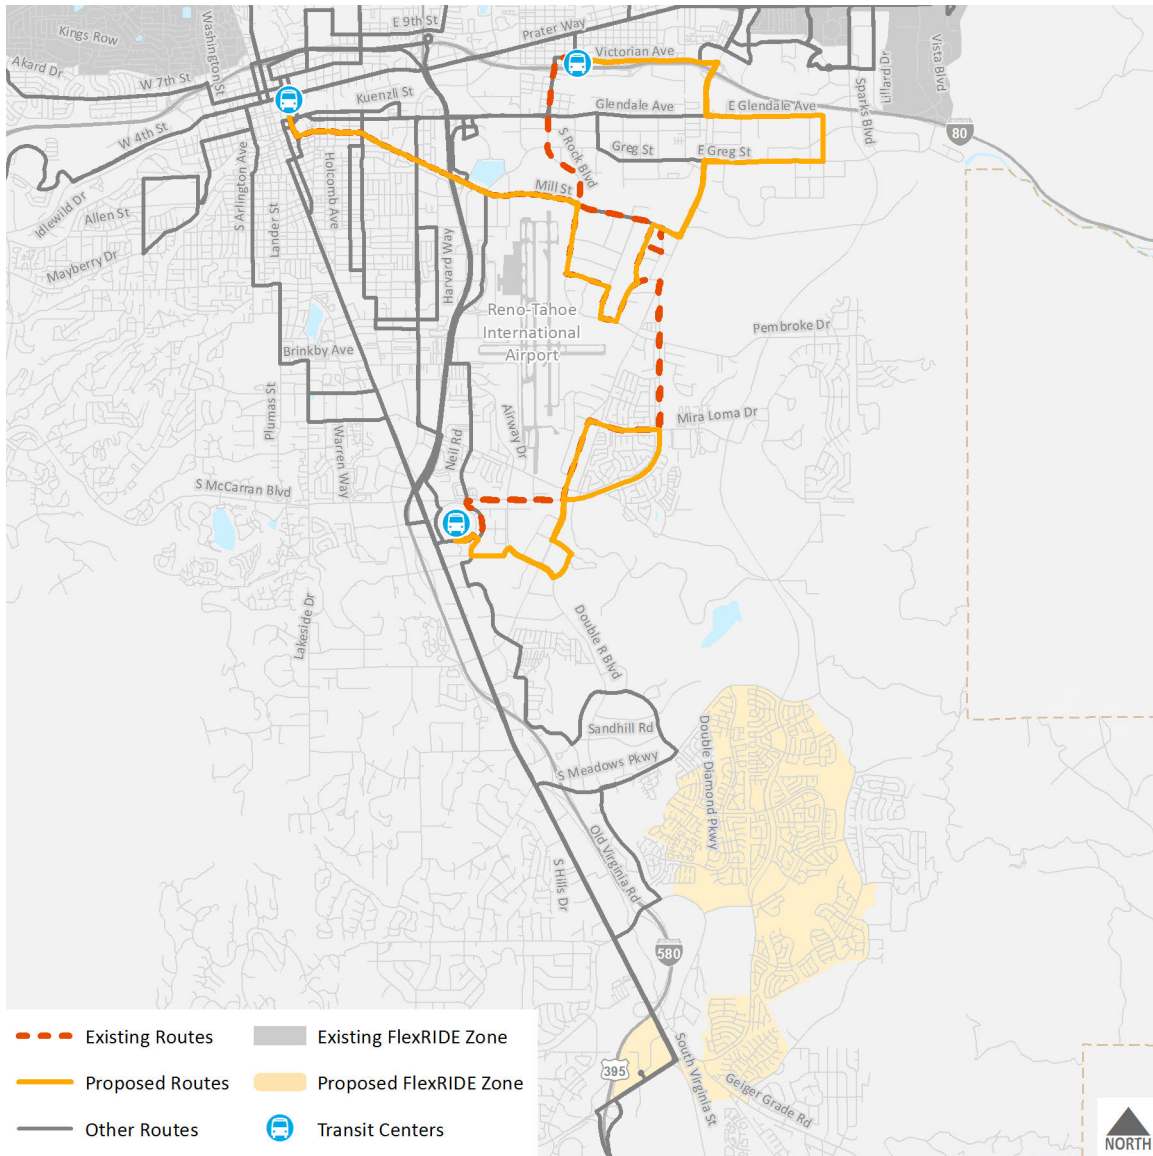 Kings Row
Washington St
E 9th St
Prater Way
Victorian Ave
Akard Dr
W 7th St
Kuenzli St
Glendale Ave
E Glendale Ave
Sparks Blvd
Lillard Dr
Vista Blvd
80
W 4th St
S Arlington Ave
Holcomb Ave
S Rock Blvd
Greg St
E Greg St
Mill St
Idlewild Dr
Allen St
Lander St
Mayberry Dr
Harvard Way
Reno-Tahoe
International
Airport
Pembroke Dr
Brinkby Ave
Plumas St
Warren Way
Neil Rd
Airway Dr
Mira Loma Dr
S McCarran Blvd
Lakeside Dr
Double R Blvd
Sandhill Rd
S Meadows Pkwy
Double Diamond Pkwy
Old Virginia Rd
S Hills Dr
580
395
South Virginia St
Geiger Grade Rd
Existing Routes
Existing FlexRIDE Zone
Proposed Routes
Proposed FlexRIDE Zone
Other Routes
Transit Centers
NORTH